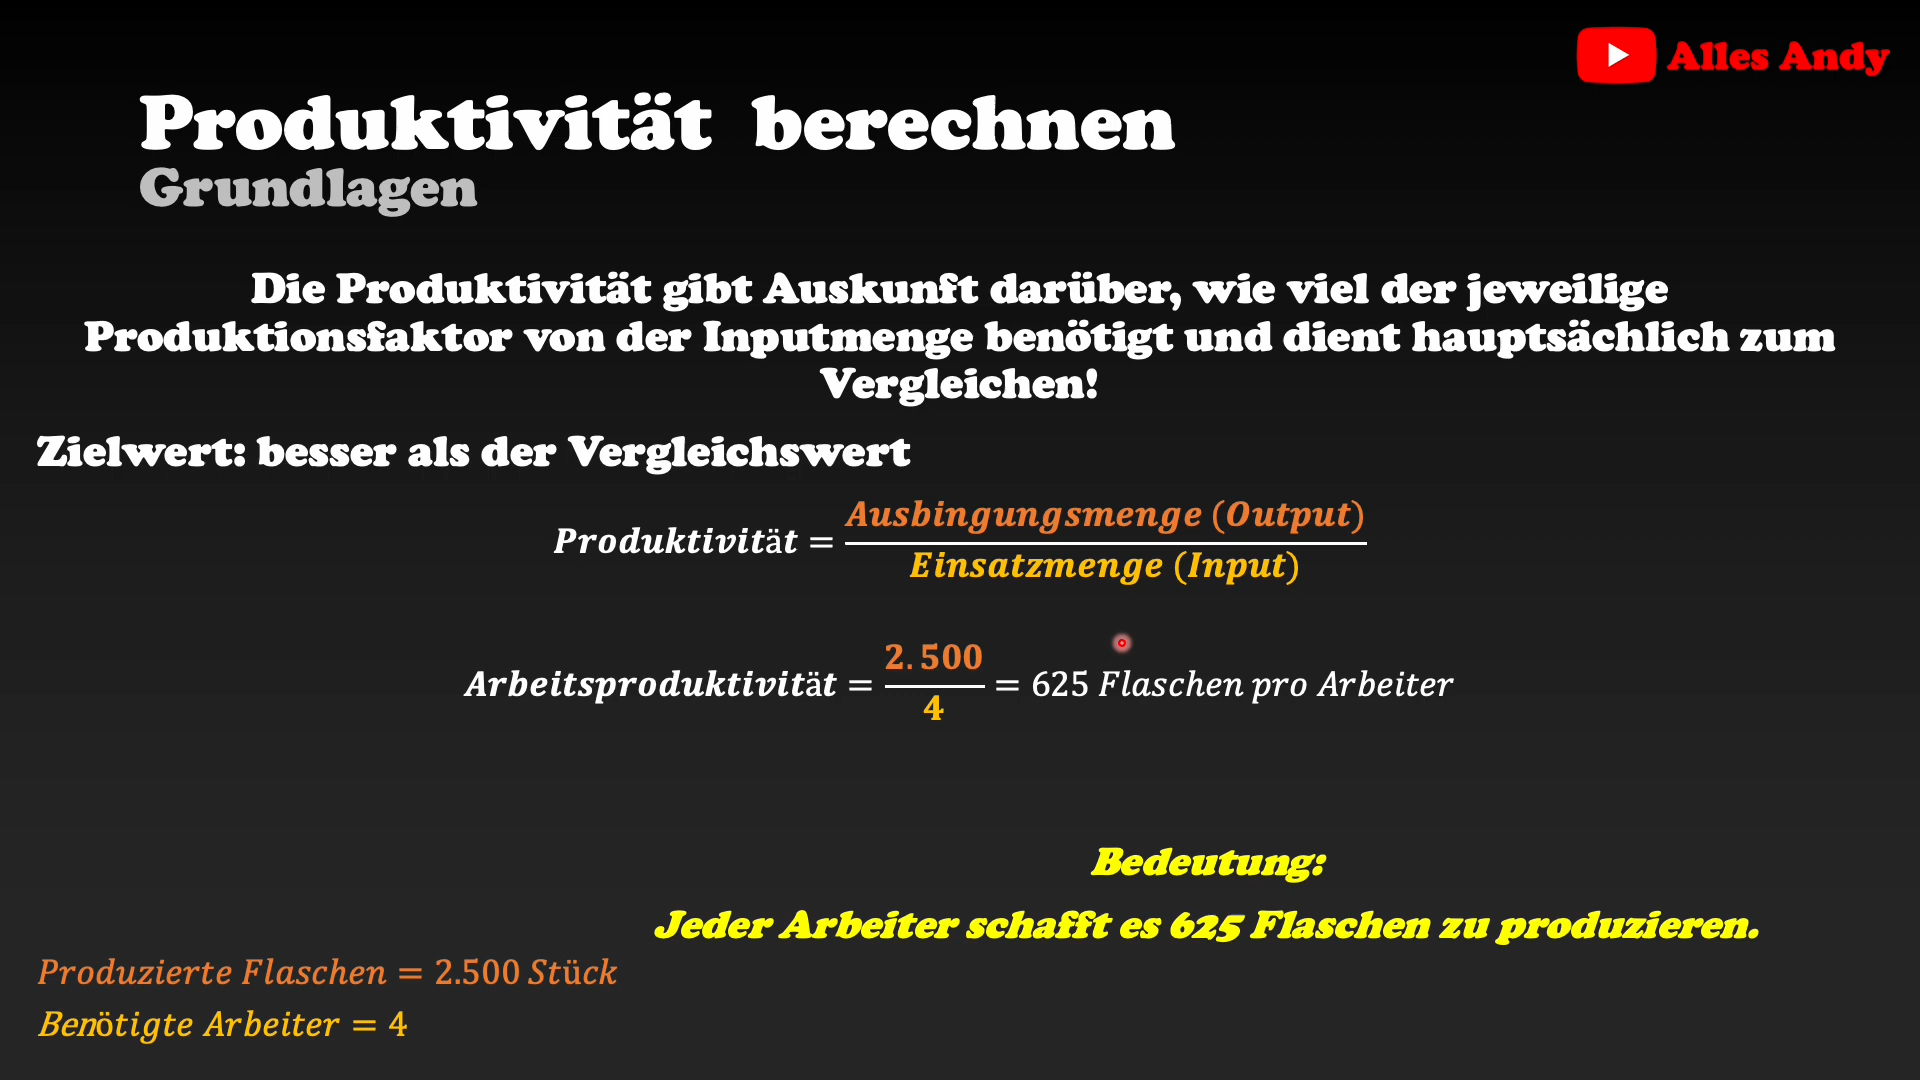 Alles Andy
Produktivität berechnen
Grundlagen
Die Produktivität gibt Auskunft darüber, wie viel der jeweilige
Produktionsfaktor von der Inputmenge benötigt und dient hauptsächlich zum
Vergleichen!
Zielwert: besser als der Vergleichswert
Ausbingungsmenge (Output)
Produktivität =
Einsatzmenge (Input)
2.500
Arbeitsproduktivität = = 625 Flaschen pro Arbeiter
4
Bedeutung:
Jeder Arbeiter schafft es 625 Flaschen zu produzieren.
Produzierte Flaschen = 2.500 Stück
Benötigte Arbeiter = 4